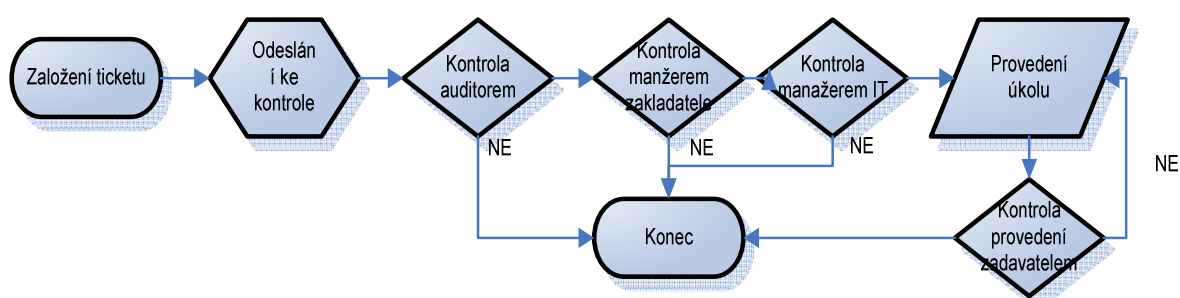 Založení ticketu
Odeslán
í ke
kontrole
Kontrola
auditorem
Kontrola
manžerem
zakladatele
Kontrola
manažerem IT
Provedení
úkolu
NE
NE
NE
NE
Konec
Kontrola
provedení
zadavatelem